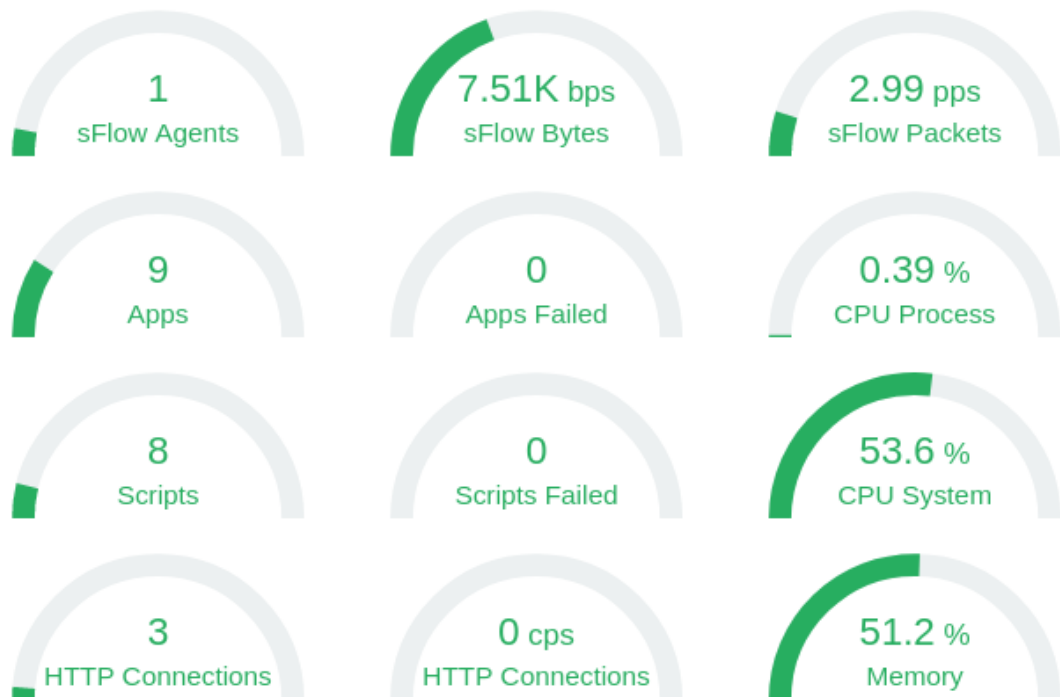 1
sFlow Agents
7.51K bps
sFlow Bytes
2.99 pps
sFlow Packets
9
Apps
0
Apps Failed
0.39 %
CPU Process
8
Scripts
0
Scripts Failed
53.6 %
CPU System
3
HTTP Connections
0 cps
HTTP Connections
51.2 %
Memory